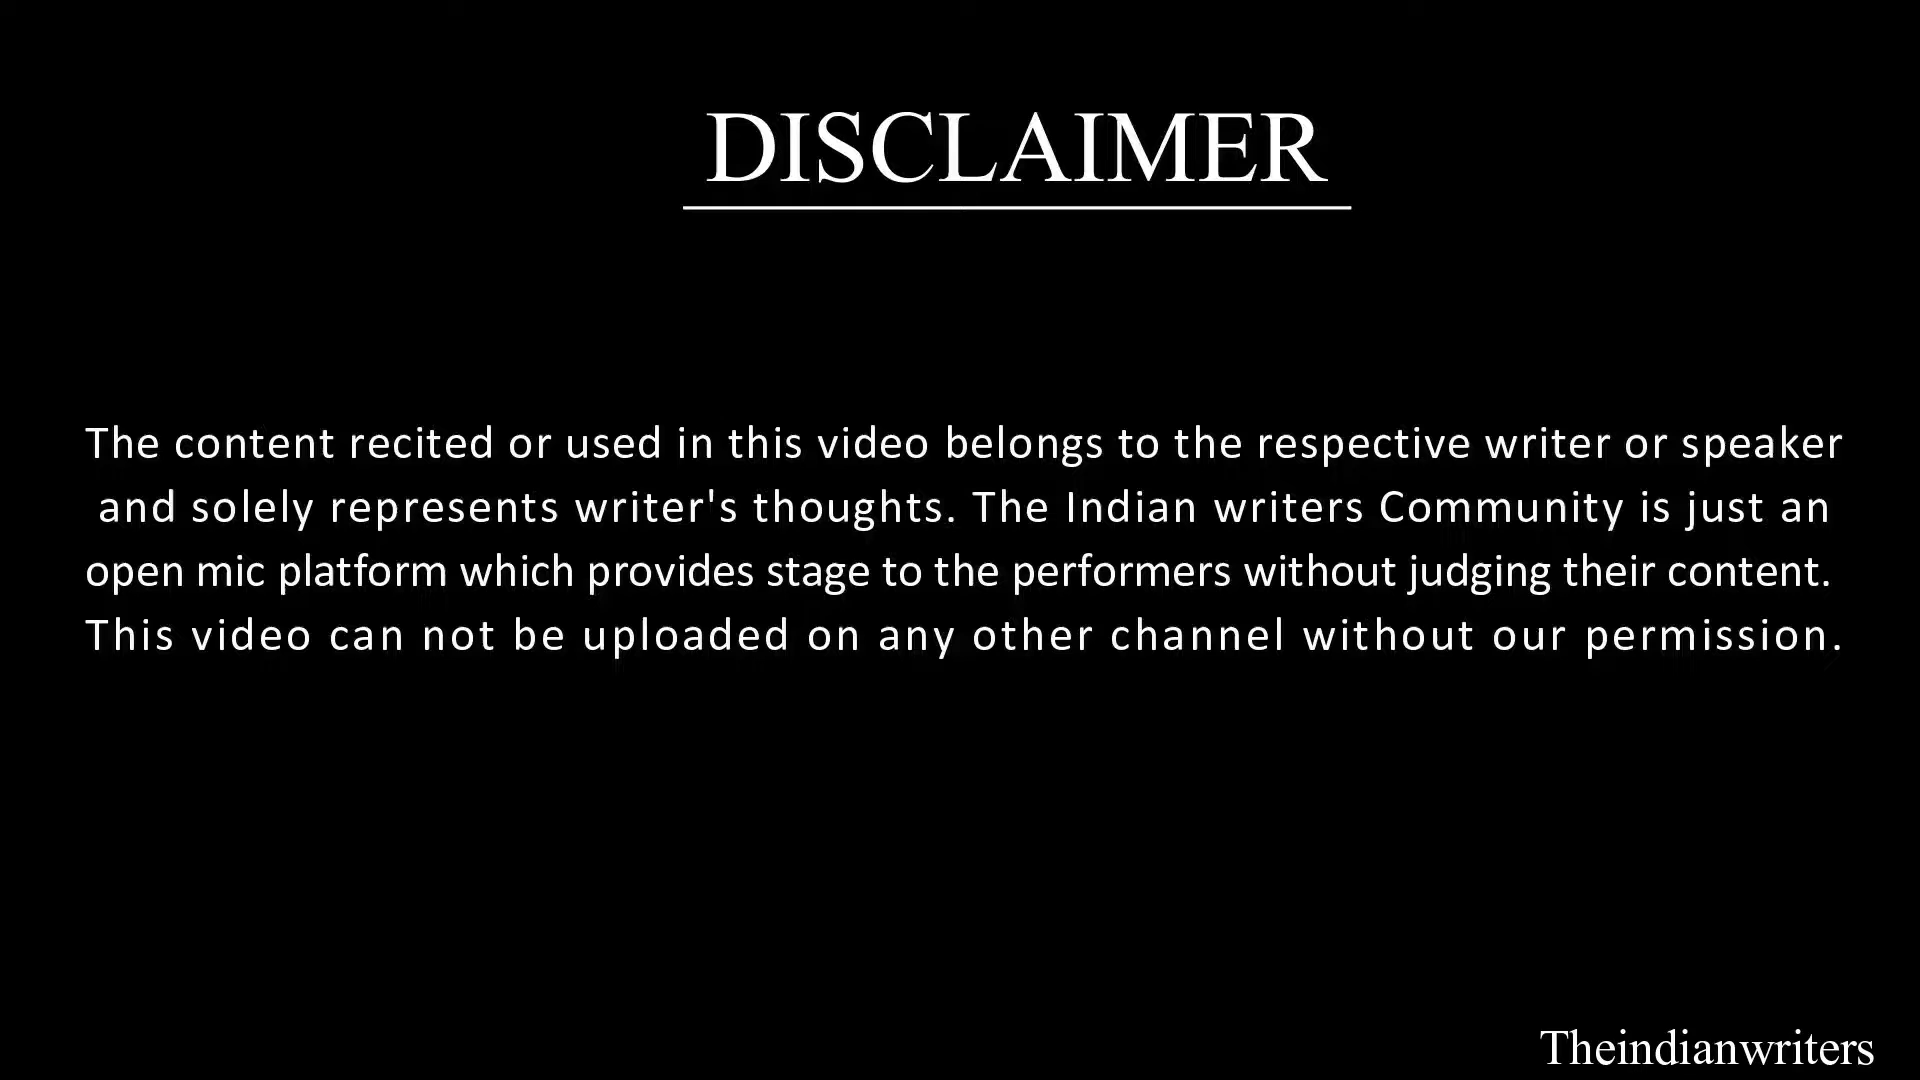 DISCLAIMER
The content recited or used in this video belongs to the respective writer or speaker
and solely represents writer's thoughts. The Indian writers Community is just an
open mic platform which provides stage to the performers without judging their content.
This video can not be uploaded on any other channel without our permission.
Theindianwriters